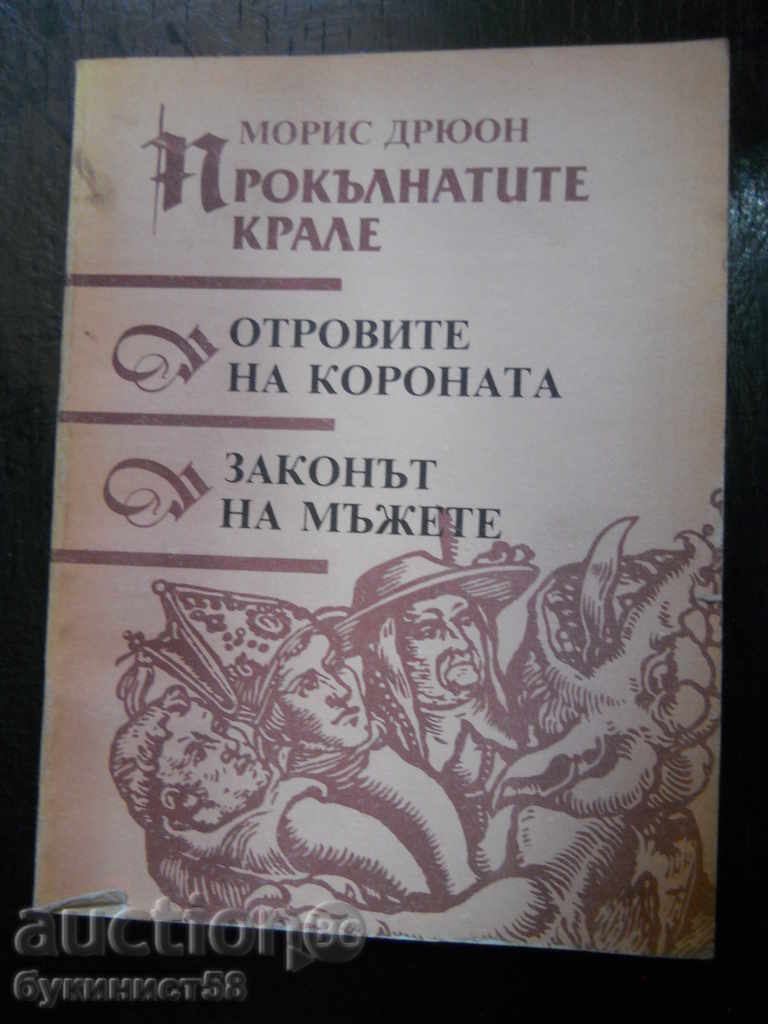 МОРИС ДРЮОН
ПРОКЪЛНАТИТЕ
КРАЛЕ
ОТРОВИТЕ
НА КОРОНАТА
ЗАКОНЪТ
НА МЪЖЕТЕ
auction.bg
букинист58